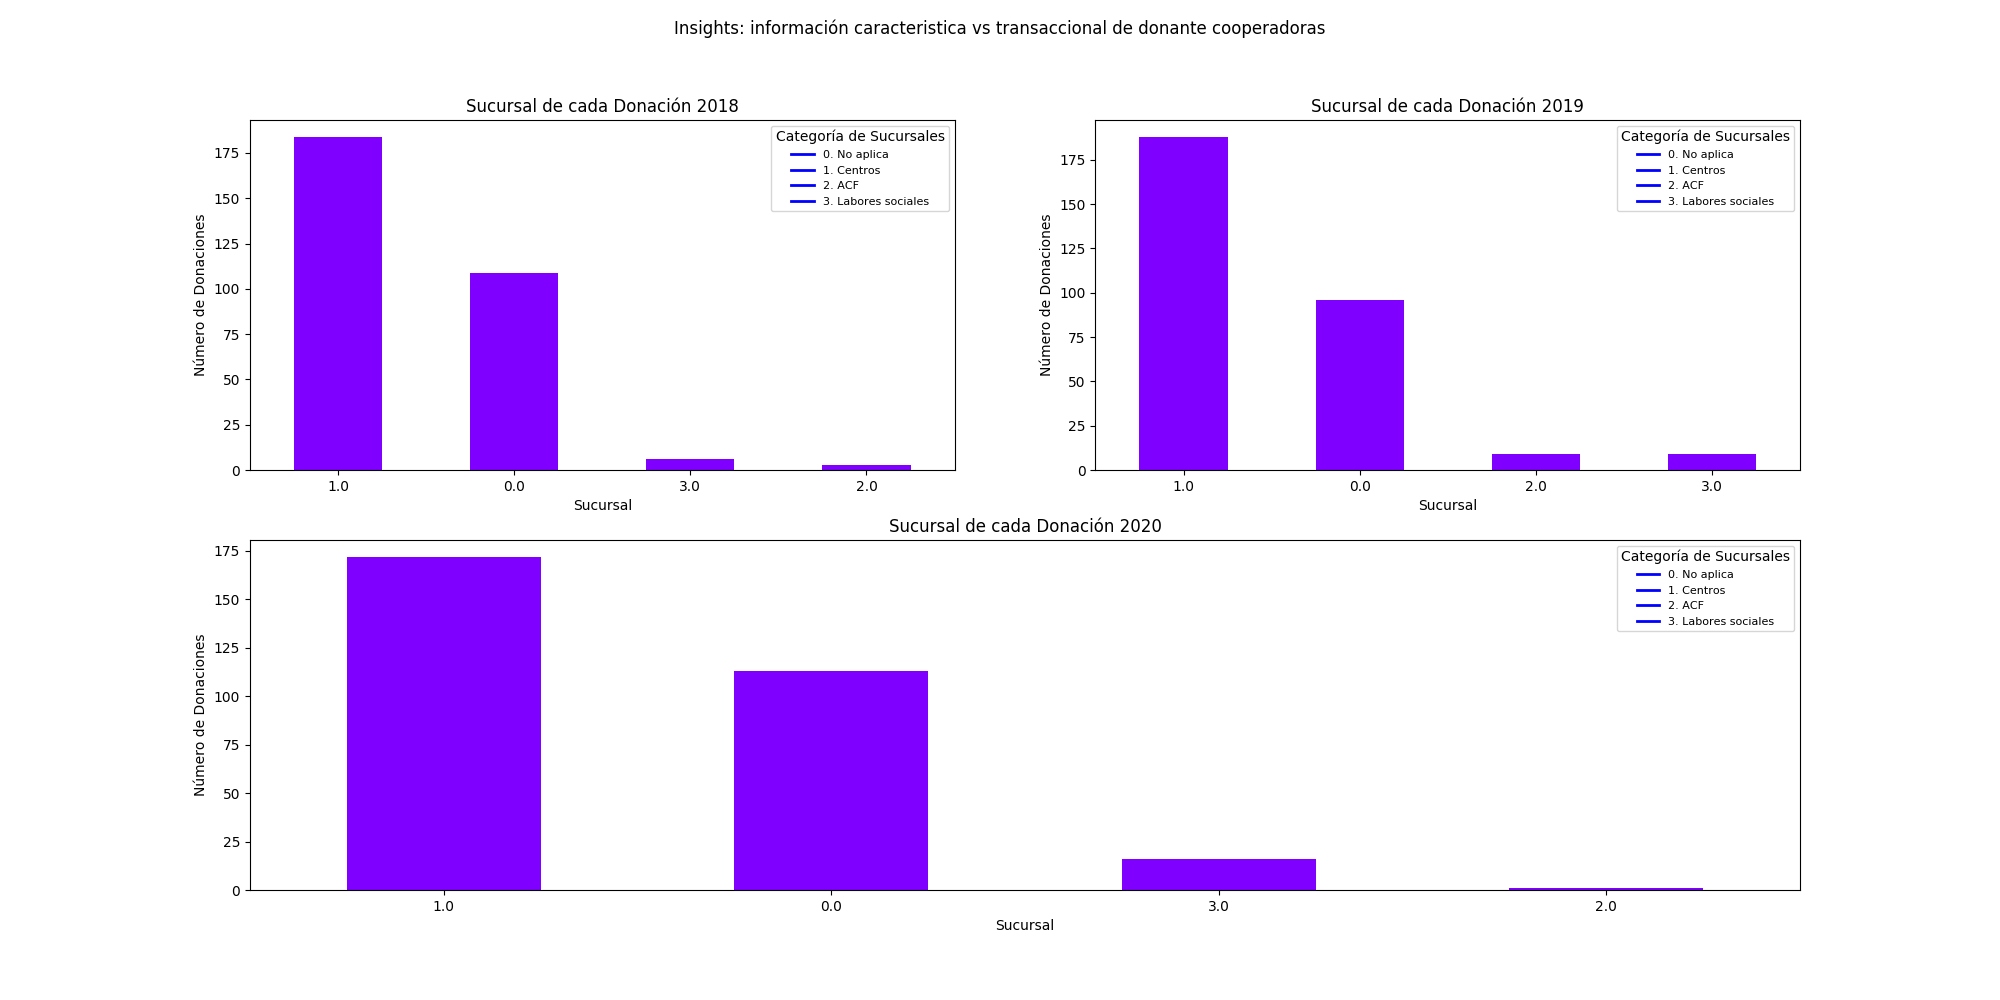 Insights: información caracteristica vs transaccional de donante cooperadoras
Sucursal de cada Donación 2018
Número de Donaciones
175
150
125
100
75
50
25
0
Categoría de Sucursales
0. No aplica
1. Centros
2. ACF
3. Labores sociales
1.0 0.0 3.0 2.0
Sucursal
Sucursal de cada Donación 2019
Número de Donaciones
175
150
125
100
75
50
25
0
Categoría de Sucursales
0. No aplica
1. Centros
2. ACF
3. Labores sociales
1.0 0.0 2.0 3.0
Sucursal
Sucursal de cada Donación 2020
Número de Donaciones
175
150
125
100
75
50
25
0
Categoría de Sucursales
0. No aplica
1. Centros
2. ACF
3. Labores sociales
1.0 0.0 3.0 2.0
Sucursal